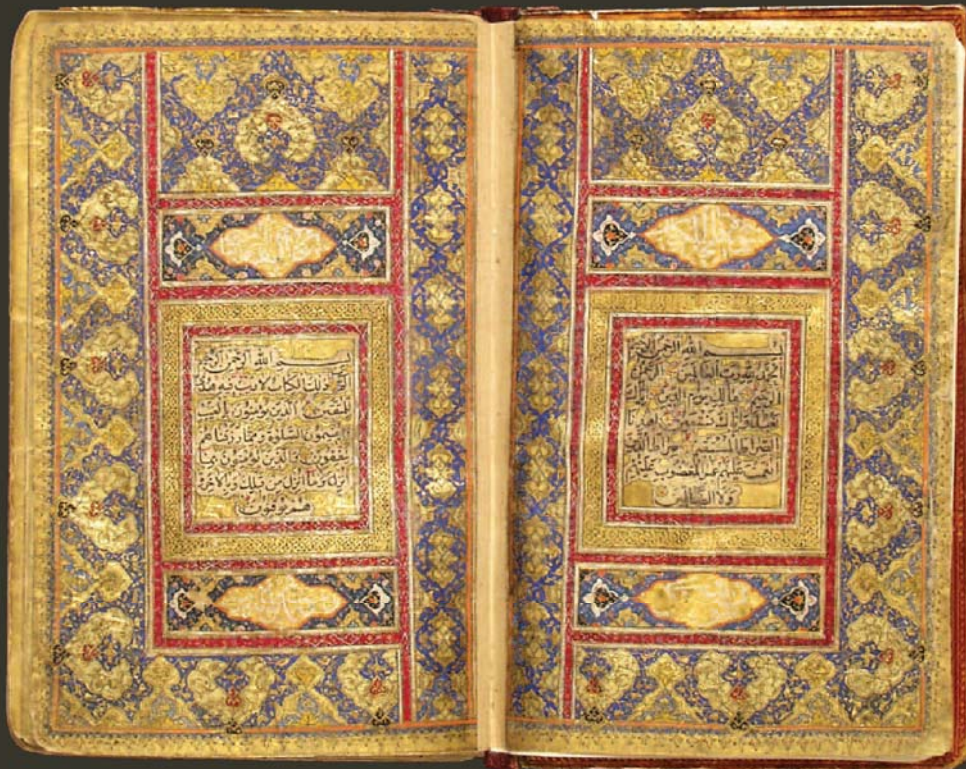 بسم الله الرحمن الرحيم
الحمد لله رب العالمين الرحمن
الرحيم مالك يوم الدين اياك
نعبد واياك نستعين اهدنا
الصراط المستقيم صراط الذين
انعمت عليهم غير المغضوب عليهم
ولا الضالين
بسم الله الرحمن الرحيم
الم ذلك الكتاب لا ريب فيه هدى
للمتقين الذين يؤمنون بالغيب
ويقيمون الصلوة ومما رزقناهم
ينفقون والذين يؤمنون بما
انزل اليك وما انزل من قبلك وبالاخرة
هم يوقنون